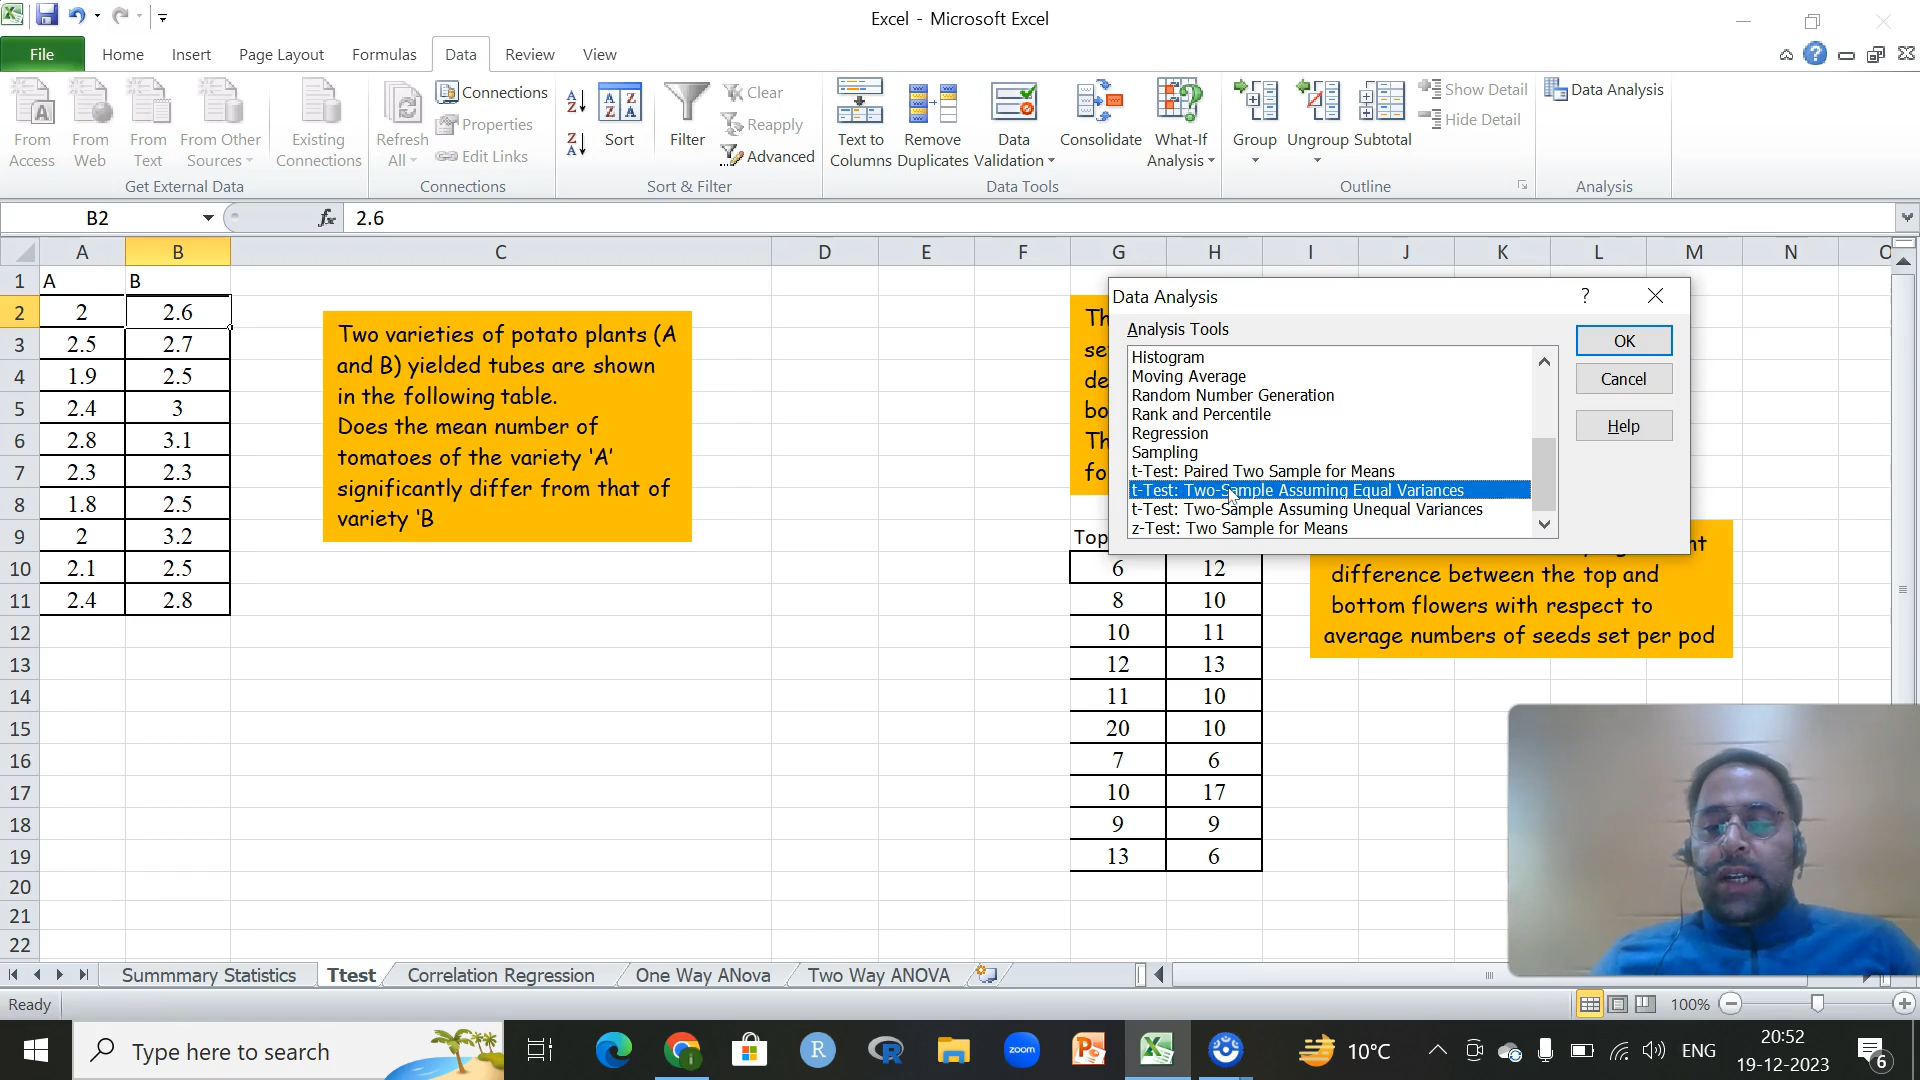 Excel - Microsoft Excel
File Home Insert Page Layout Formulas Data Review View
From Access
From Web
From Text
From Other Sources
Existing Connections
Get External Data
Refresh All
Connections
Properties
Edit Links
Connections
Sort
Filter
Clear
Reapply
Advanced
Sort & Filter
Text to Columns
Remove Duplicates
Data Validation
Consolidate
What-If Analysis
Data Tools
Group
Ungroup
Subtotal
Show Detail
Hide Detail
Outline
Data Analysis
Analysis
B2 fx 2.6
A B C D E F G H I J K L M N O
1 A B
2 2 2.6
3 2.5 2.7
4 1.9 2.5
5 2.4 3
6 2.8 3.1
7 2.3 2.3
8 1.8 2.5
9 2 3.2
10 2.1 2.5
11 2.4 2.8
12
13
14
15
16
17
18
19
20
21
22
Two varieties of potato plants (A
and B) yielded tubes are shown
in the following table.
Does the mean number of
tomatoes of the variety ‘A’
significantly differ from that of
variety ‘B
Data Analysis
?
Analysis Tools
Histogram
Moving Average
Random Number Generation
Rank and Percentile
Regression
Sampling
t-Test: Paired Two Sample for Means
t-Test: Two-Sample Assuming Equal Variances
t-Test: Two-Sample Assuming Unequal Variances
z-Test: Two Sample for Means
OK
Cancel
Help
Top
6 12
8 10
10 11
12 13
11 10
20 10
7 6
10 17
9 9
13 6
difference between the top and
bottom flowers with respect to
average numbers of seeds set per pod
Summmary Statistics Ttest Correlation Regression One Way ANova Two Way ANOVA
Ready 100%
Type here to search
zoom
10°C
ENG
20:52
19-12-2023
6